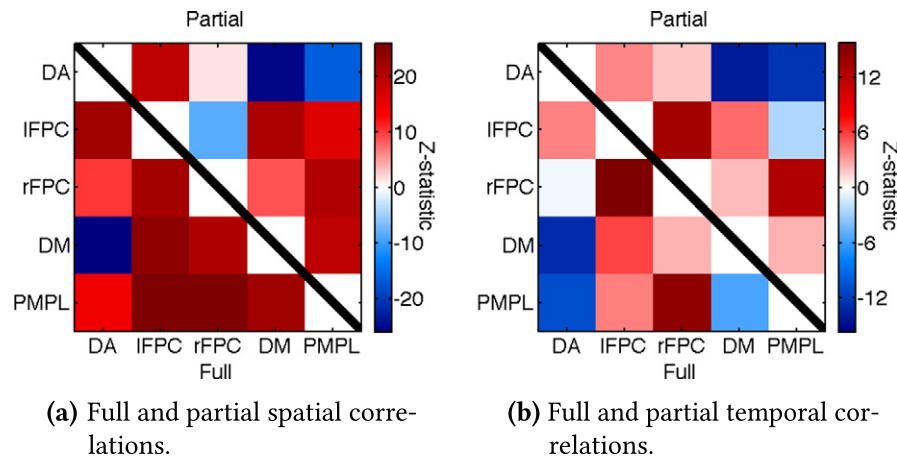 Partial
DA
lFPC
rFPC
DM
PMPL
DA lFPC rFPC DM PMPL
Full
20
10
0
-10
-20
Z-statistic
(a) Full and partial spatial corre-
lations.
Partial
DA
lFPC
rFPC
DM
PMPL
DA lFPC rFPC DM PMPL
Full
12
6
0
-6
-12
Z-statistic
(b) Full and partial temporal cor-
relations.